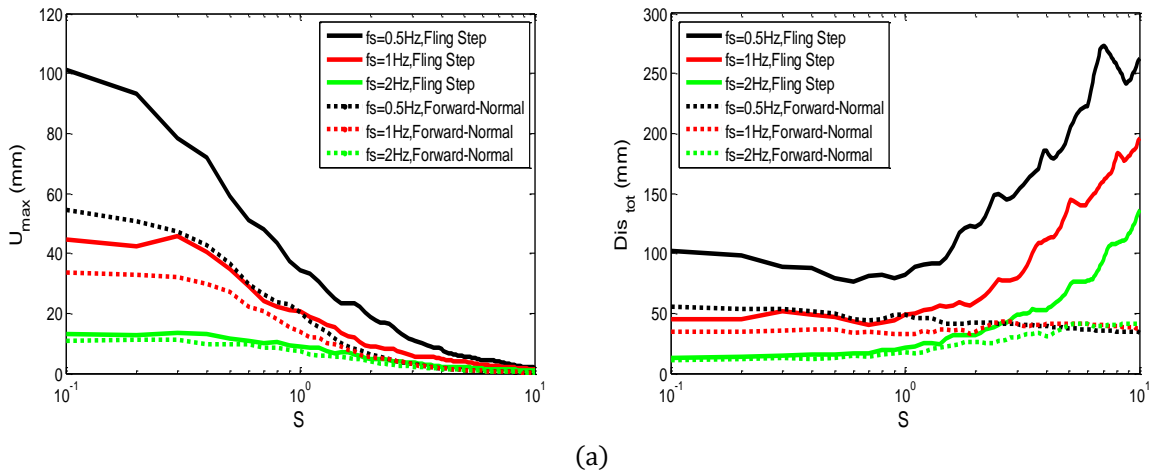 120
100
80
60
40
20
0
U_max (mm)
fs=0.5Hz,Fling Step
fs=1Hz,Fling Step
fs=2Hz,Fling Step
fs=0.5Hz,Forward-Normal
fs=1Hz,Forward-Normal
fs=2Hz,Forward-Normal
10^-1 10^0 10^1
S
300
250
200
150
100
50
0
Dis_tot (mm)
fs=0.5Hz,Fling Step
fs=1Hz,Fling Step
fs=2Hz,Fling Step
fs=0.5Hz,Forward-Normal
fs=1Hz,Forward-Normal
fs=2Hz,Forward-Normal
10^-1 10^0 10^1
S
(a)